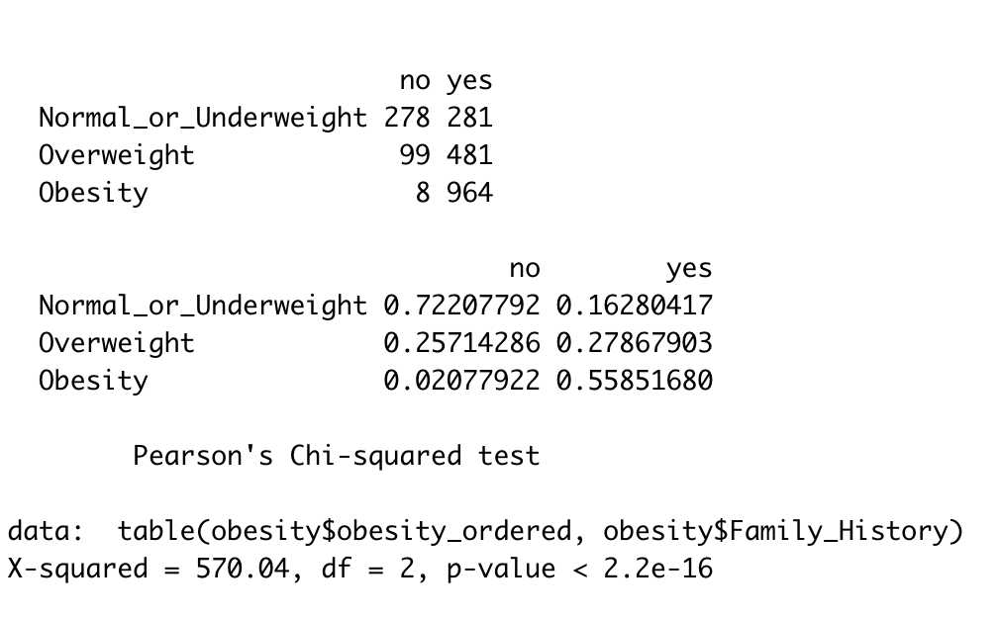 no yes
Normal_or_Underweight 278 281
Overweight 99 481
Obesity 8 964
no yes
Normal_or_Underweight 0.72207792 0.16280417
Overweight 0.25714286 0.27867903
Obesity 0.02077922 0.55851680
Pearson's Chi-squared test
data: table(obesity$obesity_ordered, obesity$Family_History)
X-squared = 570.04, df = 2, p-value < 2.2e-16